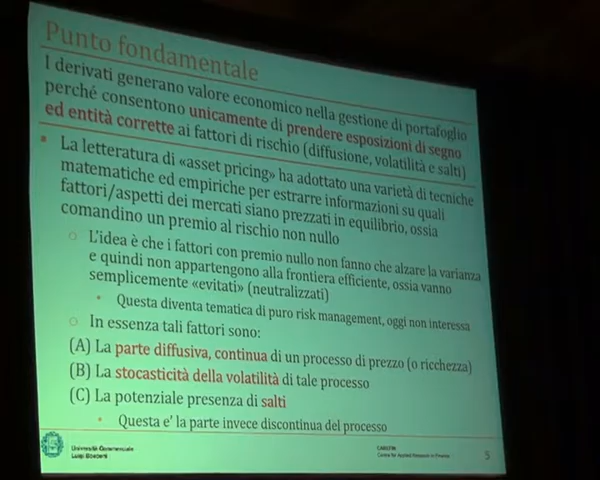 Punto fondamentale
I derivati generano valore economico nella gestione di portafoglio
perché consentono unicamente di prendere esposizioni di segno
ed entità corrette ai fattori di rischio (diffusione, volatilità e salti)
▪ La letteratura di «asset pricing» ha adottato una varietà di tecniche
matematiche ed empiriche per estrarre informazioni su quali
fattori/aspetti dei mercati siano prezzati in equilibrio, ossia
comandino un premio al rischio non nullo
○ L'idea è che i fattori con premio nullo non fanno che alzare la varianza
e quindi non appartengono alla frontiera efficiente, ossia vanno
semplicemente «evitati» (neutralizzati)
• Questa diventa tematica di puro risk management, oggi non interessa
○ In essenza tali fattori sono:
(A) La parte diffusiva, continua di un processo di prezzo (o ricchezza)
(B) La stocasticità della volatilità di tale processo
(C) La potenziale presenza di salti
• Questa e' la parte invece discontinua del processo
Università Commerciale
Luigi Bocconi
Centre for Applied Research in Finance
5